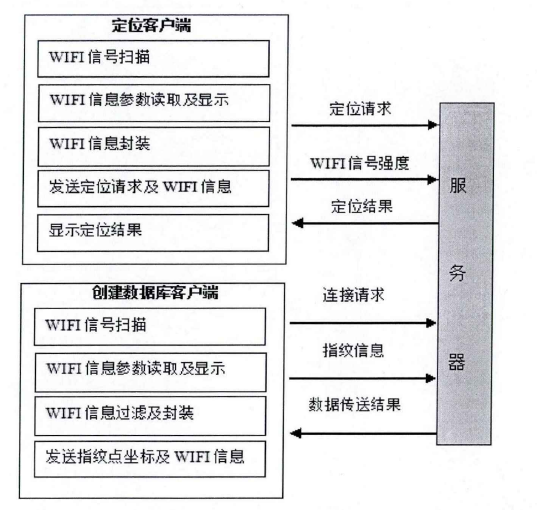 定位客户端
WIFI 信号扫描
WIFI 信息参数读取及显示
WIFI 信息封装
发送定位请求及 WIFI 信息
显示定位结果
定位请求
WIFI 信号强度
定位结果
创建数据库客户端
WIFI 信号扫描
WIFI 信息参数读取及显示
WIFI 信息过滤及封装
发送指纹点坐标及 WIFI 信息
连接请求
指纹信息
数据传送结果
服
务
器